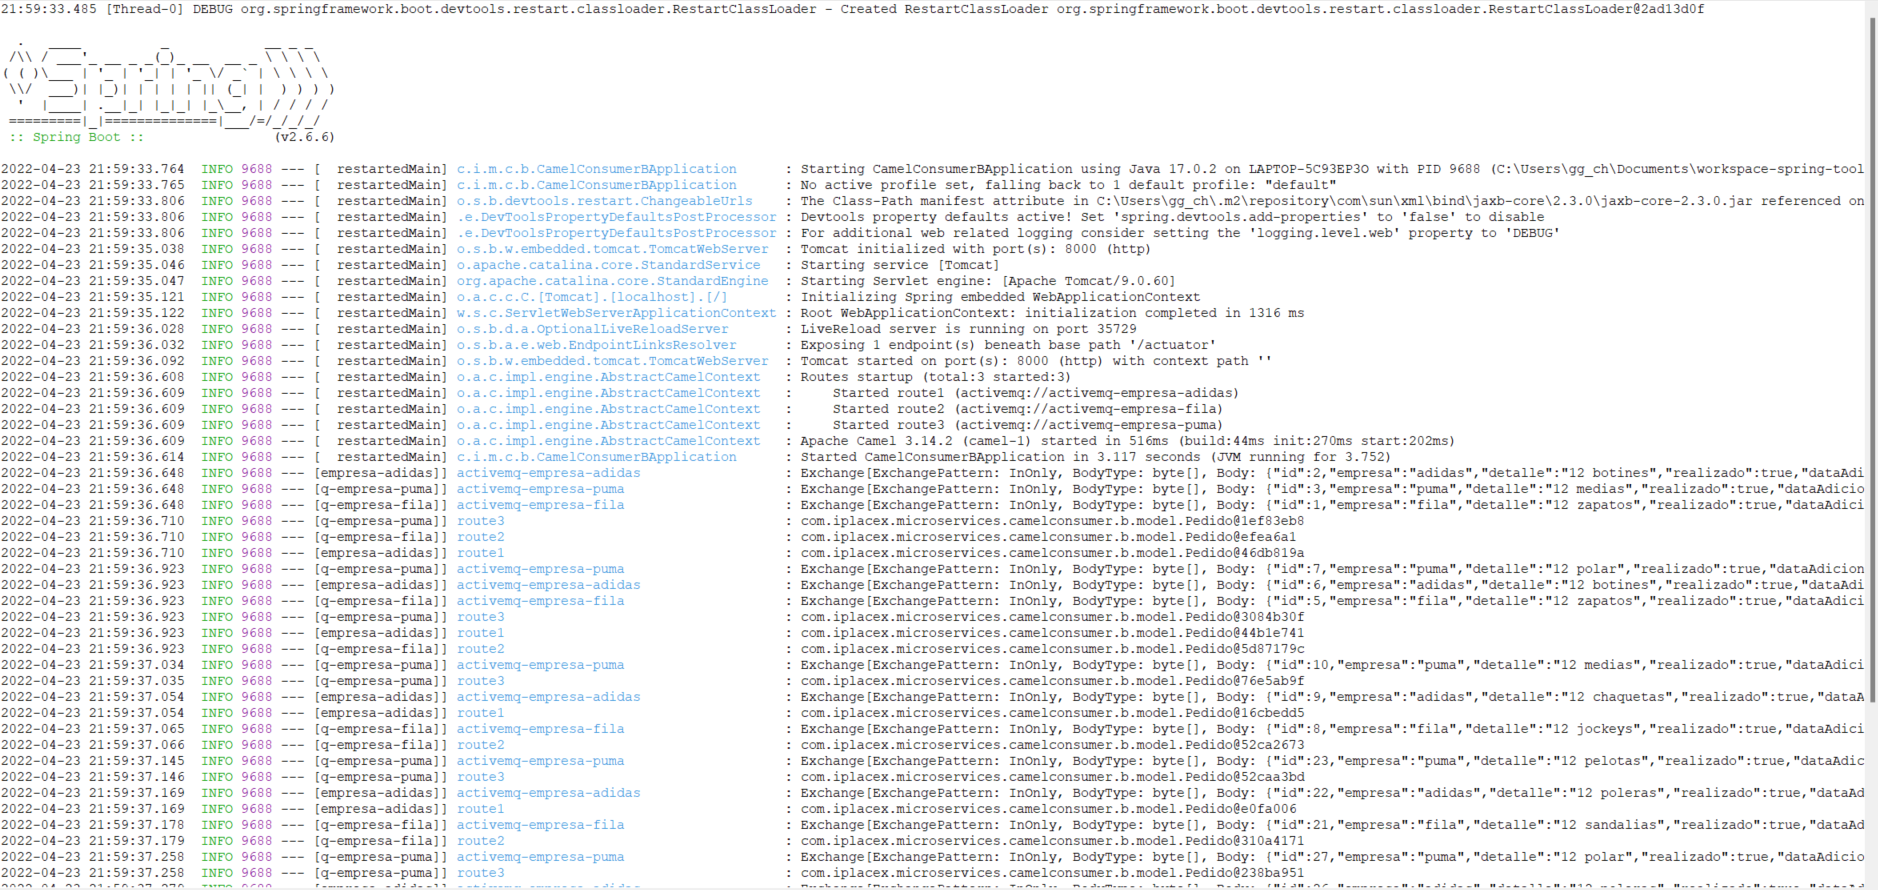 21:59:33.485 [Thread-0] DEBUG org.springframework.boot.devtools.restart.classloader.RestartClassLoader - Created RestartClassLoader org.springframework.boot.devtools.restart.classloader.RestartClassLoader@2ad13d0f
:: Spring Boot :: (v2.6.6)
2022-04-23 21:59:33.764 INFO 9688 --- [ restartedMain] c.i.m.c.b.CamelConsumerBApplication : Starting CamelConsumerBApplication using Java 17.0.2 on LAPTOP-5C93EP3O with PID 9688 (C:\Users\gg_ch\Documents\workspace-spring-tool
2022-04-23 21:59:33.765 INFO 9688 --- [ restartedMain] c.i.m.c.b.CamelConsumerBApplication : No active profile set, falling back to 1 default profile: "default"
2022-04-23 21:59:33.806 INFO 9688 --- [ restartedMain] o.s.b.devtools.restart.ChangeableUrls : The Class-Path manifest attribute in C:\Users\gg_ch\.m2\repository\com\sun\xml\bind\jaxb-core\2.3.0\jaxb-core-2.3.0.jar referenced on
2022-04-23 21:59:33.806 INFO 9688 --- [ restartedMain] .e.DevToolsPropertyDefaultsPostProcessor : Devtools property defaults active! Set 'spring.devtools.add-properties' to 'false' to disable
2022-04-23 21:59:33.806 INFO 9688 --- [ restartedMain] .e.DevToolsPropertyDefaultsPostProcessor : For additional web related logging consider setting the 'logging.level.web' property to 'DEBUG'
2022-04-23 21:59:35.038 INFO 9688 --- [ restartedMain] o.s.b.w.embedded.tomcat.TomcatWebServer : Tomcat initialized with port(s): 8000 (http)
2022-04-23 21:59:35.046 INFO 9688 --- [ restartedMain] o.apache.catalina.core.StandardService : Starting service [Tomcat]
2022-04-23 21:59:35.047 INFO 9688 --- [ restartedMain] org.apache.catalina.core.StandardEngine : Starting Servlet engine: [Apache Tomcat/9.0.60]
2022-04-23 21:59:35.121 INFO 9688 --- [ restartedMain] o.a.c.c.C.[Tomcat].[localhost].[/] : Initializing Spring embedded WebApplicationContext
2022-04-23 21:59:35.122 INFO 9688 --- [ restartedMain] w.s.c.ServletWebServerApplicationContext : Root WebApplicationContext: initialization completed in 1316 ms
2022-04-23 21:59:36.028 INFO 9688 --- [ restartedMain] o.s.b.d.a.OptionalLiveReloadServer : LiveReload server is running on port 35729
2022-04-23 21:59:36.032 INFO 9688 --- [ restartedMain] o.s.b.a.e.web.EndpointLinksResolver : Exposing 1 endpoint(s) beneath base path '/actuator'
2022-04-23 21:59:36.092 INFO 9688 --- [ restartedMain] o.s.b.w.embedded.tomcat.TomcatWebServer : Tomcat started on port(s): 8000 (http) with context path ''
2022-04-23 21:59:36.608 INFO 9688 --- [ restartedMain] o.a.c.impl.engine.AbstractCamelContext : Routes startup (total:3 started:3)
2022-04-23 21:59:36.609 INFO 9688 --- [ restartedMain] o.a.c.impl.engine.AbstractCamelContext : Started route1 (activemq://activemq-empresa-adidas)
2022-04-23 21:59:36.609 INFO 9688 --- [ restartedMain] o.a.c.impl.engine.AbstractCamelContext : Started route2 (activemq://activemq-empresa-fila)
2022-04-23 21:59:36.609 INFO 9688 --- [ restartedMain] o.a.c.impl.engine.AbstractCamelContext : Started route3 (activemq://activemq-empresa-puma)
2022-04-23 21:59:36.609 INFO 9688 --- [ restartedMain] o.a.c.impl.engine.AbstractCamelContext : Apache Camel 3.14.2 (camel-1) started in 516ms (build:44ms init:270ms start:202ms)
2022-04-23 21:59:36.614 INFO 9688 --- [ restartedMain] c.i.m.c.b.CamelConsumerBApplication : Started CamelConsumerBApplication in 3.117 seconds (JVM running for 3.752)
2022-04-23 21:59:36.648 INFO 9688 --- [empresa-adidas]] activemq-empresa-adidas : Exchange[ExchangePattern: InOnly, BodyType: byte[], Body: {"id":2,"empresa":"adidas","detalle":"12 botines","realizado":true,"dataAdi
2022-04-23 21:59:36.648 INFO 9688 --- [q-empresa-puma]] activemq-empresa-puma : Exchange[ExchangePattern: InOnly, BodyType: byte[], Body: {"id":3,"empresa":"puma","detalle":"12 medias","realizado":true,"dataAdicio
2022-04-23 21:59:36.648 INFO 9688 --- [q-empresa-fila]] activemq-empresa-fila : Exchange[ExchangePattern: InOnly, BodyType: byte[], Body: {"id":1,"empresa":"fila","detalle":"12 zapatos","realizado":true,"dataAdici
2022-04-23 21:59:36.710 INFO 9688 --- [q-empresa-puma]] route3 : com.iplacex.microservices.camelconsumer.b.model.Pedido@1ef83eb8
2022-04-23 21:59:36.710 INFO 9688 --- [q-empresa-fila]] route2 : com.iplacex.microservices.camelconsumer.b.model.Pedido@efea6a1
2022-04-23 21:59:36.710 INFO 9688 --- [empresa-adidas]] route1 : com.iplacex.microservices.camelconsumer.b.model.Pedido@46db819a
2022-04-23 21:59:36.923 INFO 9688 --- [q-empresa-puma]] activemq-empresa-puma : Exchange[ExchangePattern: InOnly, BodyType: byte[], Body: {"id":7,"empresa":"puma","detalle":"12 polar","realizado":true,"dataAdicion
2022-04-23 21:59:36.923 INFO 9688 --- [empresa-adidas]] activemq-empresa-adidas : Exchange[ExchangePattern: InOnly, BodyType: byte[], Body: {"id":6,"empresa":"adidas","detalle":"12 botines","realizado":true,"dataAdi
2022-04-23 21:59:36.923 INFO 9688 --- [q-empresa-fila]] activemq-empresa-fila : Exchange[ExchangePattern: InOnly, BodyType: byte[], Body: {"id":5,"empresa":"fila","detalle":"12 zapatos","realizado":true,"dataAdici
2022-04-23 21:59:36.923 INFO 9688 --- [q-empresa-puma]] route3 : com.iplacex.microservices.camelconsumer.b.model.Pedido@3084b30f
2022-04-23 21:59:36.923 INFO 9688 --- [empresa-adidas]] route1 : com.iplacex.microservices.camelconsumer.b.model.Pedido@44b1e741
2022-04-23 21:59:36.923 INFO 9688 --- [q-empresa-fila]] route2 : com.iplacex.microservices.camelconsumer.b.model.Pedido@5d87179c
2022-04-23 21:59:37.034 INFO 9688 --- [q-empresa-puma]] activemq-empresa-puma : Exchange[ExchangePattern: InOnly, BodyType: byte[], Body: {"id":10,"empresa":"puma","detalle":"12 medias","realizado":true,"dataAdici
2022-04-23 21:59:37.035 INFO 9688 --- [q-empresa-puma]] route3 : com.iplacex.microservices.camelconsumer.b.model.Pedido@76e5ab9f
2022-04-23 21:59:37.054 INFO 9688 --- [empresa-adidas]] activemq-empresa-adidas : Exchange[ExchangePattern: InOnly, BodyType: byte[], Body: {"id":9,"empresa":"adidas","detalle":"12 chaquetas","realizado":true,"dataA
2022-04-23 21:59:37.054 INFO 9688 --- [empresa-adidas]] route1 : com.iplacex.microservices.camelconsumer.b.model.Pedido@16cbedd5
2022-04-23 21:59:37.065 INFO 9688 --- [q-empresa-fila]] activemq-empresa-fila : Exchange[ExchangePattern: InOnly, BodyType: byte[], Body: {"id":8,"empresa":"fila","detalle":"12 jockeys","realizado":true,"dataAdici
2022-04-23 21:59:37.066 INFO 9688 --- [q-empresa-fila]] route2 : com.iplacex.microservices.camelconsumer.b.model.Pedido@52ca2673
2022-04-23 21:59:37.145 INFO 9688 --- [q-empresa-puma]] activemq-empresa-puma : Exchange[ExchangePattern: InOnly, BodyType: byte[], Body: {"id":23,"empresa":"puma","detalle":"12 pelotas","realizado":true,"dataAdic
2022-04-23 21:59:37.146 INFO 9688 --- [q-empresa-puma]] route3 : com.iplacex.microservices.camelconsumer.b.model.Pedido@52caa3bd
2022-04-23 21:59:37.169 INFO 9688 --- [empresa-adidas]] activemq-empresa-adidas : Exchange[ExchangePattern: InOnly, BodyType: byte[], Body: {"id":22,"empresa":"adidas","detalle":"12 poleras","realizado":true,"dataAd
2022-04-23 21:59:37.169 INFO 9688 --- [empresa-adidas]] route1 : com.iplacex.microservices.camelconsumer.b.model.Pedido@e0fa006
2022-04-23 21:59:37.178 INFO 9688 --- [q-empresa-fila]] activemq-empresa-fila : Exchange[ExchangePattern: InOnly, BodyType: byte[], Body: {"id":21,"empresa":"fila","detalle":"12 sandalias","realizado":true,"dataAd
2022-04-23 21:59:37.179 INFO 9688 --- [q-empresa-fila]] route2 : com.iplacex.microservices.camelconsumer.b.model.Pedido@310a4171
2022-04-23 21:59:37.258 INFO 9688 --- [q-empresa-puma]] activemq-empresa-puma : Exchange[ExchangePattern: InOnly, BodyType: byte[], Body: {"id":27,"empresa":"puma","detalle":"12 polar","realizado":true,"dataAdicio
2022-04-23 21:59:37.258 INFO 9688 --- [q-empresa-puma]] route3 : com.iplacex.microservices.camelconsumer.b.model.Pedido@238ba951